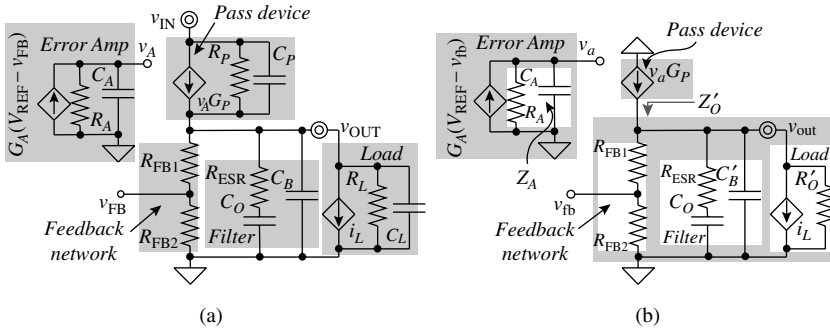 (a)
v_IN
Pass device
Error Amp
v_A
G_A(V_REF − v_FB)
C_A
R_A
R_P
C_P
v_A G_P
v_OUT
R_FB1
R_ESR
C_B
Load
R_L
v_FB
C_O
Feedback
network
R_FB2
Filter
i_L
C_L
(a)
(b)
Error Amp
v_a
Pass device
G_A(V_REF − v_fb)
C_A
R_A
v_a G_P
Z′_O
Z_A
v_out
R_FB1
R_ESR
C′_B
Load
R′_O
v_fb
C_O
Feedback
network
R_FB2
Filter
i_L
(b)